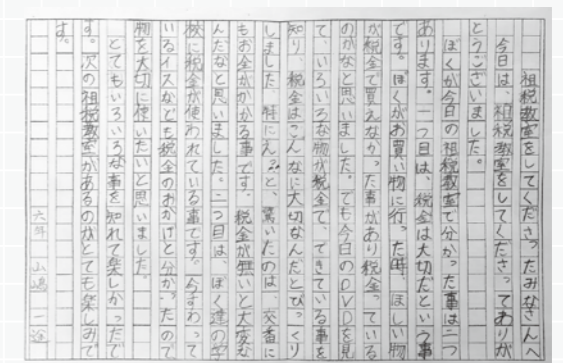 租税教室をしてくださったみなさんへ
今日は、租税教室をしてくださってありが
とうございました。
ぼくが今日の租税教室で分かった事は二つ
あります。一つ目は、税金は大切だという事
です。ぼくがお買い物に行った時、ほしい物
が税金で買えなかった事があり税金っている
のかなと思いました。でも今日のDVDを見
て、いろいろな物が税金で、できている事を
知り、税金はこんなに大切なんだとびっくり
しました。特にえっと、驚いたのは、交番に
もお金がかかる事です。税金が無いと大変な
んだなと思いました。二つ目は、ぼく達の学
校に税金が使われている事です。今すわって
いるイスなども税金のおかげと分かったので
物を大切に使いたいと思いました。
とてもいろいろな事を知れて楽しかったで
す。次の租税教室があるのがとても楽しみで
す。
六年 山嶋 一